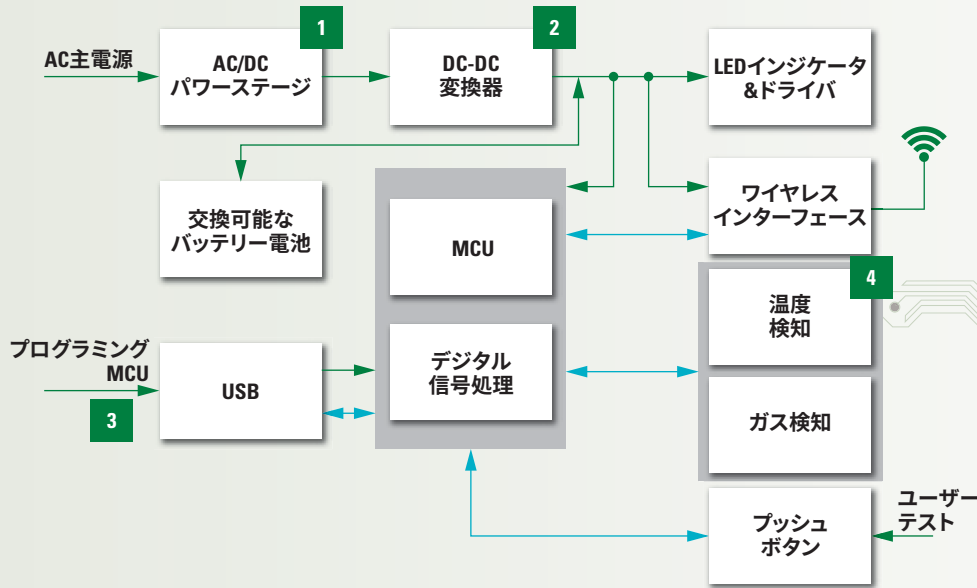 1
2
AC主電源
AC/DC
パワーステージ
DC-DC
変換器
LEDインジケータ
&ドライバ
交換可能な
バッテリー電池
MCU
ワイヤレス
インターフェース
4
温度
検知
プログラミング
MCU
3
USB
デジタル
信号処理
ガス検知
プッシュ
ボタン
ユーザー
テスト